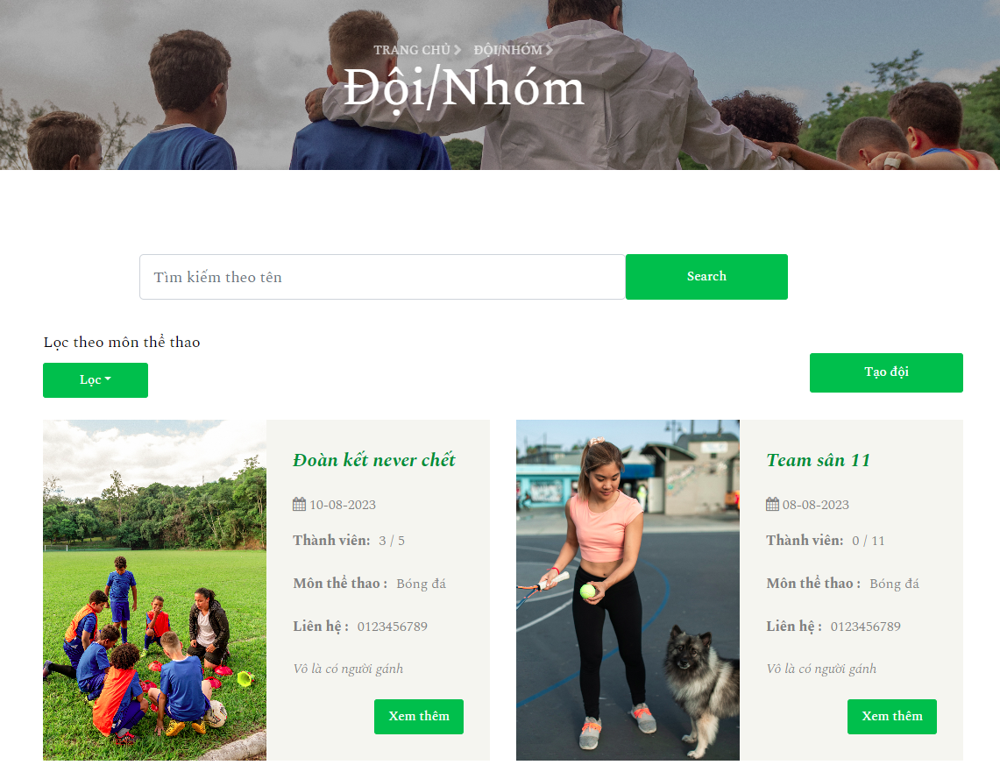 TRANG CHỦ ĐỘI/NHÓM
Đội/Nhóm
Tìm kiếm theo tên
Search
Lọc theo môn thể thao
Lọc
Tạo đội
Đoàn kết never chết
10-08-2023
Thành viên: 3 / 5
Môn thể thao : Bóng đá
Liên hệ : 0123456789
Vô là có người gánh
Xem thêm
Team sân 11
08-08-2023
Thành viên: 0 / 11
Môn thể thao : Bóng đá
Liên hệ : 0123456789
Vô là có người gánh
Xem thêm